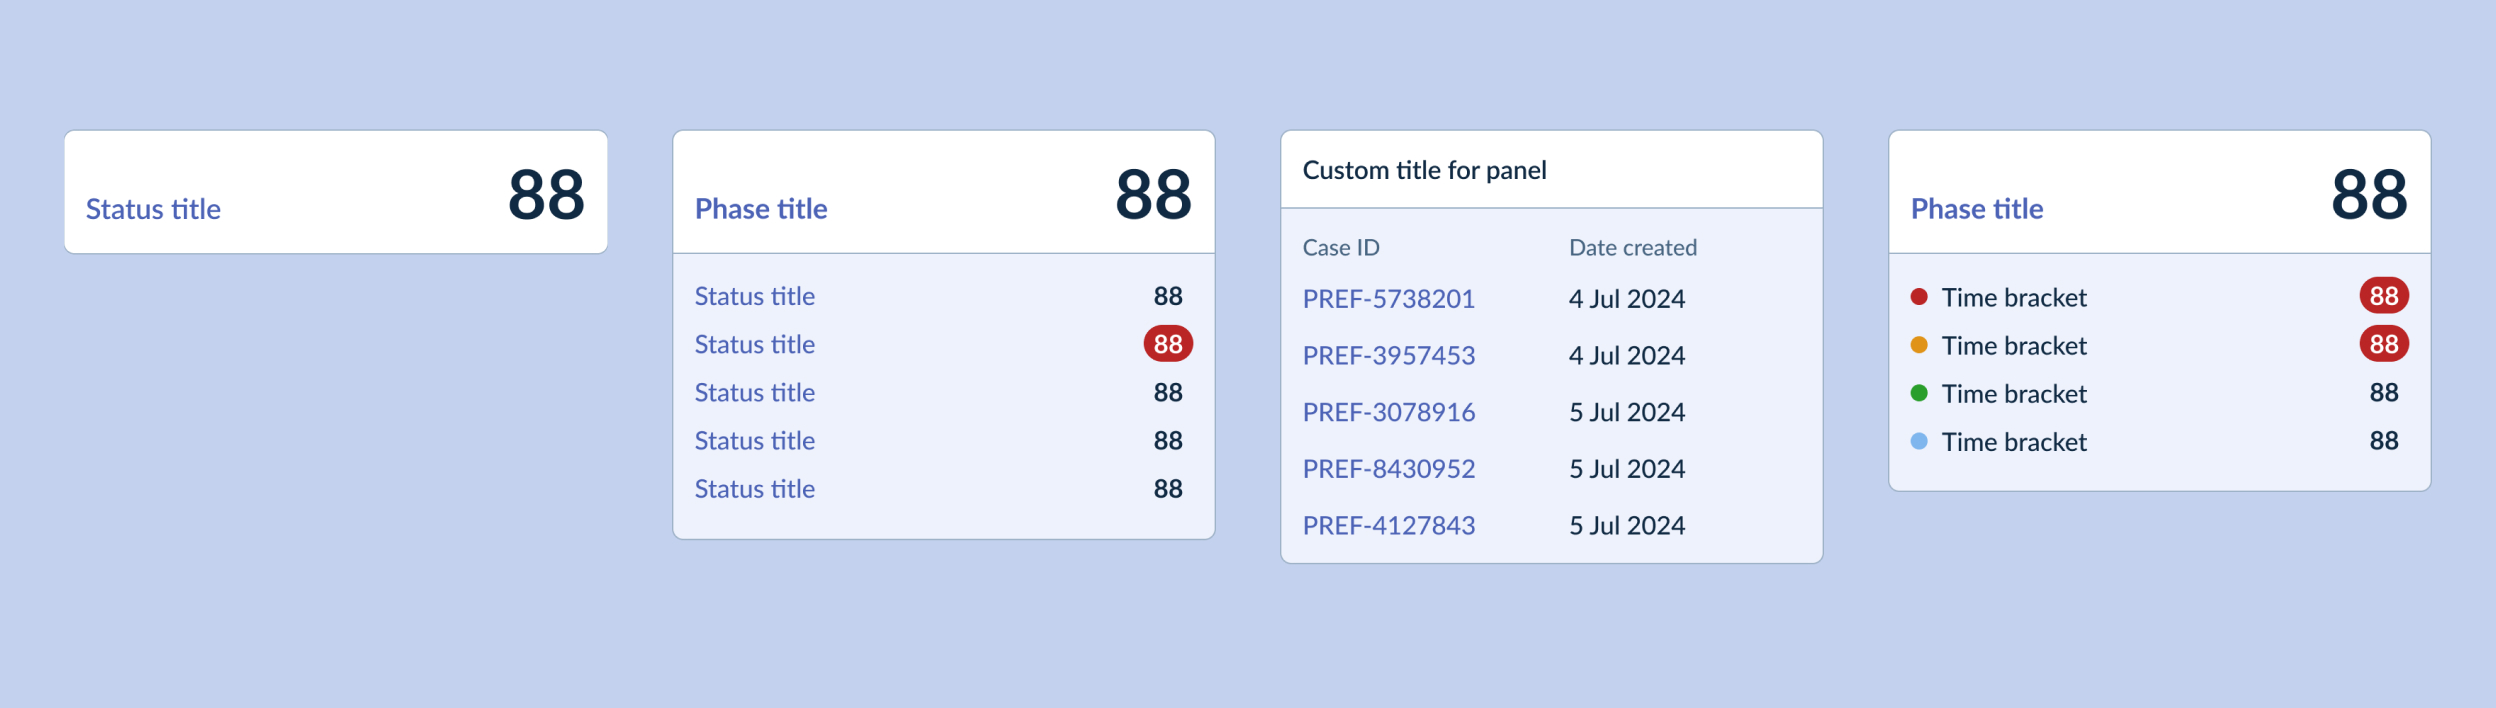 Status title 88
Phase title 88
Status title 88
Status title 88
Status title 88
Status title 88
Status title 88
Custom title for panel
Case ID Date created
PREF-5738201 4 Jul 2024
PREF-3957453 4 Jul 2024
PREF-3078916 5 Jul 2024
PREF-8430952 5 Jul 2024
PREF-4127843 5 Jul 2024
Phase title 88
Time bracket 88
Time bracket 88
Time bracket 88
Time bracket 88